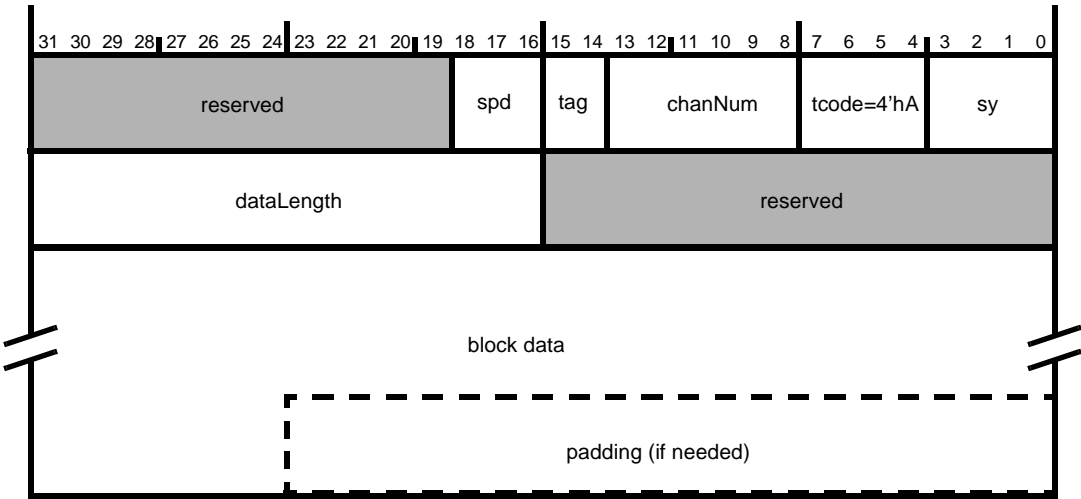 31 30 29 28 27 26 25 24 23 22 21 20 19 18 17 16 15 14 13 12 11 10 9 8 7 6 5 4 3 2 1 0
reserved spd tag chanNum tcode=4'hA sy
dataLength reserved
block data
padding (if needed)